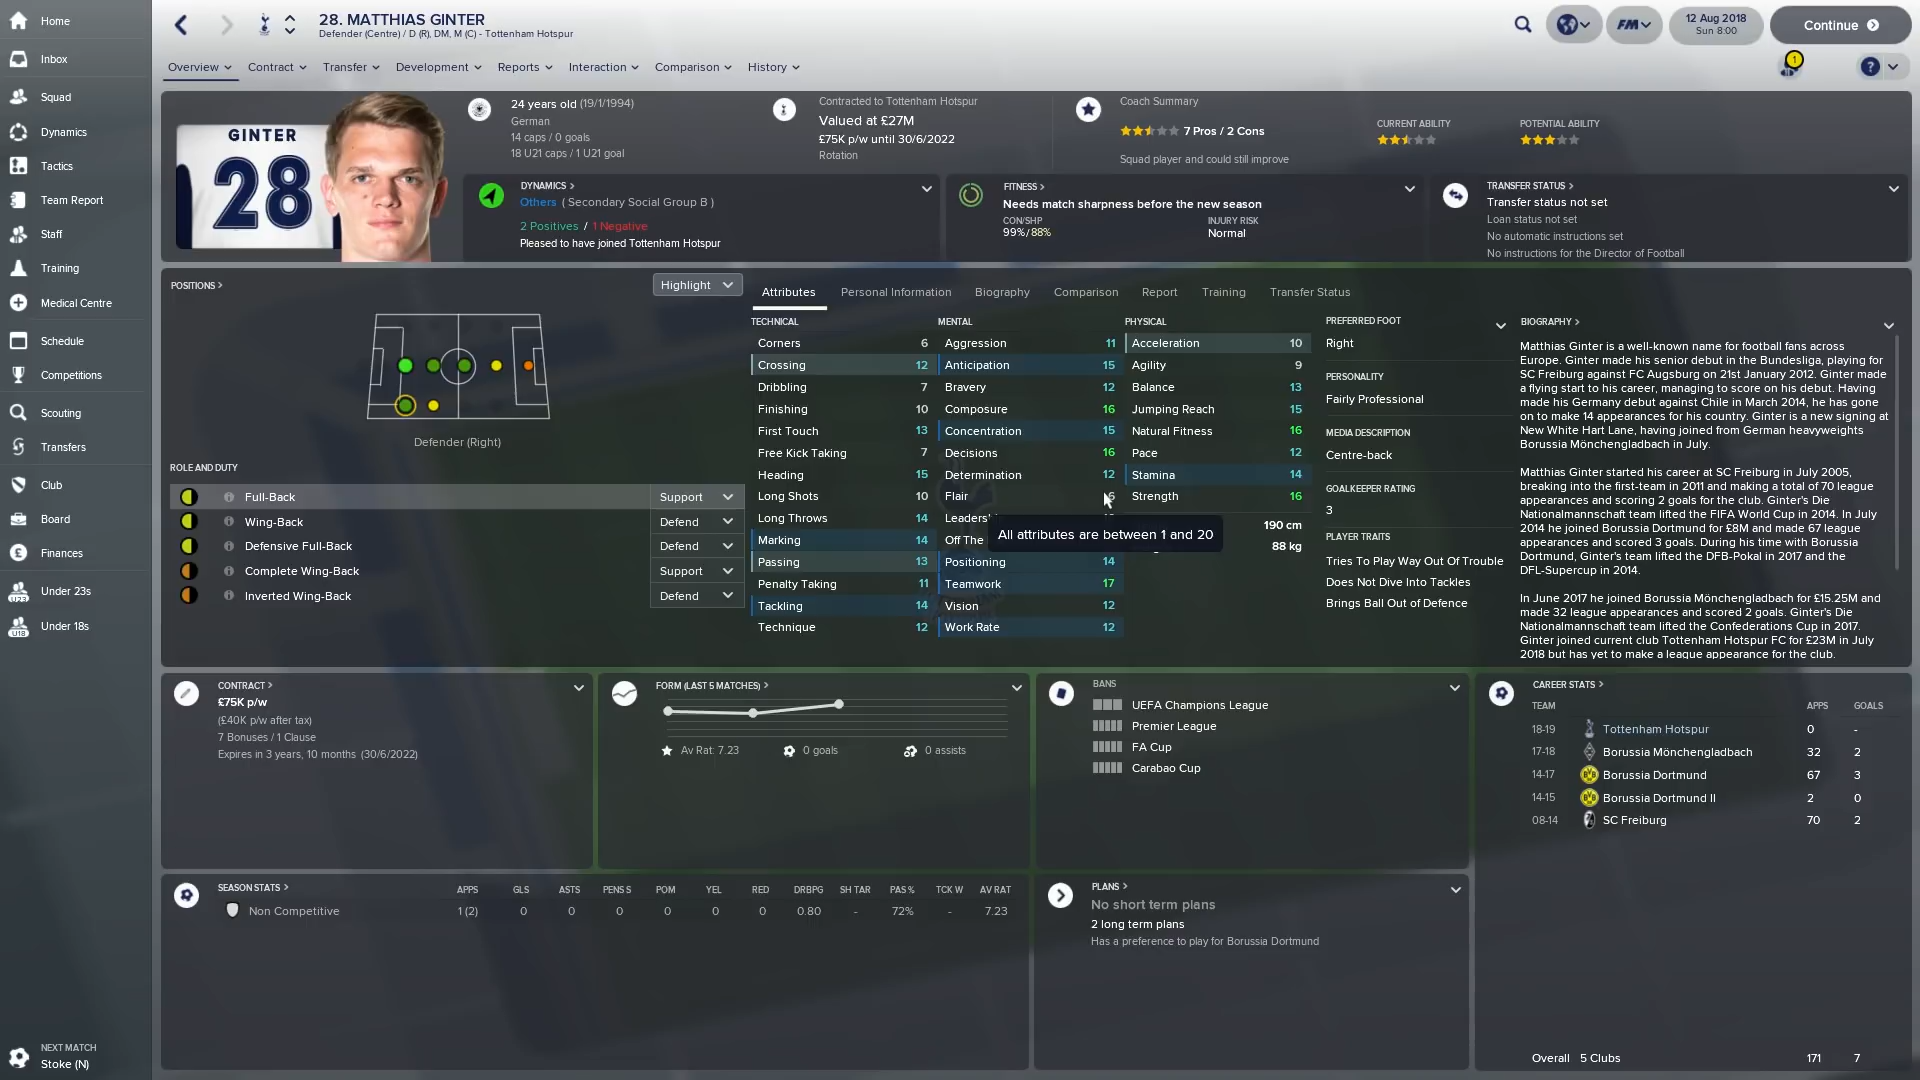 Home
Inbox
Squad
Dynamics
Tactics
Team Report
Staff
Training
Medical Centre
Schedule
Competitions
Scouting
Transfers
Club
Board
Finances
U23
Under 23s
U18
Under 18s
NEXT MATCH
Stoke (N)
28. MATTHIAS GINTER
Defender (Centre) / D (R), DM, M (C) - Tottenham Hotspur
FM
12 Aug 2018
Sun 8:00
Continue
Overview Contract Transfer Development Reports Interaction Comparison History
1
?
GINTER
28
24 years old (19/1/1994)
German
14 caps / 0 goals
18 U21 caps / 1 U21 goal
Contracted to Tottenham Hotspur
Valued at £27M
£75K p/w until 30/6/2022
Rotation
Coach Summary
7 Pros / 2 Cons
Squad player and could still improve
CURRENT ABILITY
POTENTIAL ABILITY
DYNAMICS >
Others ( Secondary Social Group B )
2 Positives / 1 Negative
Pleased to have joined Tottenham Hotspur
FITNESS >
Needs match sharpness before the new season
CON/SHP
99%/88%
INJURY RISK
Normal
TRANSFER STATUS >
Transfer status not set
Loan status not set
No automatic instructions set
No instructions for the Director of Football
POSITIONS >
Highlight
Defender (Right)
ROLE AND DUTY
Full-Back Support
Wing-Back Defend
Defensive Full-Back Defend
Complete Wing-Back Support
Inverted Wing-Back Defend
Attributes Personal Information Biography Comparison Report Training Transfer Status
TECHNICAL
Corners 6
Crossing 12
Dribbling 7
Finishing 10
First Touch 13
Free Kick Taking 7
Heading 15
Long Shots 10
Long Throws 14
Marking 14
Passing 13
Penalty Taking 11
Tackling 14
Technique 12
MENTAL
Aggression 11
Anticipation 15
Bravery 12
Composure 16
Concentration 15
Decisions 16
Determination 12
Flair 6
Off The
Positioning 14
Teamwork 17
Vision 12
Work Rate 12
PHYSICAL
Acceleration 10
Agility 9
Balance 13
Jumping Reach 15
Natural Fitness 16
Pace 12
Stamina 14
Strength 16
190 cm
88 kg
All attributes are between 1 and 20
PREFERRED FOOT
Right
PERSONALITY
Fairly Professional
MEDIA DESCRIPTION
Centre-back
GOALKEEPER RATING
3
PLAYER TRAITS
Tries To Play Way Out Of Trouble
Does Not Dive Into Tackles
Brings Ball Out of Defence
BIOGRAPHY >
Matthias Ginter is a well-known name for football fans across
Europe. Ginter made his senior debut in the Bundesliga, playing for
SC Freiburg against FC Augsburg on 21st January 2012. Ginter made
a flying start to his career, managing to score on his debut. Having
made his Germany debut against Chile in March 2014, he has gone
on to make 14 appearances for his country. Ginter is a new signing at
New White Hart Lane, having joined from German heavyweights
Borussia Mönchengladbach in July.
Matthias Ginter started his career at SC Freiburg in July 2005,
breaking into the first-team in 2011 and making a total of 70 league
appearances and scoring 2 goals for the club. Ginter's Die
Nationalmannschaft team lifted the FIFA World Cup in 2014. In July
2014 he joined Borussia Dortmund for £8M and made 67 league
appearances and scored 3 goals. During his time with Borussia
Dortmund, Ginter's team lifted the DFB-Pokal in 2017 and the
DFL-Supercup in 2014.
In June 2017 he joined Borussia Mönchengladbach for £15.25M and
made 32 league appearances and scored 2 goals. Ginter's Die
Nationalmannschaft team lifted the Confederations Cup in 2017.
Ginter joined current club Tottenham Hotspur FC for £23M in July
2018 but has yet to make a league appearance for the club.
CONTRACT >
£75K p/w
(£40K p/w after tax)
7 Bonuses / 1 Clause
Expires in 3 years, 10 months (30/6/2022)
FORM (LAST 5 MATCHES) >
Av Rat: 7.23 0 goals 0 assists
BANS
UEFA Champions League
Premier League
FA Cup
Carabao Cup
CAREER STATS >
TEAM APPS GOALS
18-19 Tottenham Hotspur 0 -
17-18 Borussia Mönchengladbach 32 2
14-17 Borussia Dortmund 67 3
14-15 Borussia Dortmund II 2 0
08-14 SC Freiburg 70 2
Overall 5 Clubs 171 7
SEASON STATS > APPS GLS ASTS PENS S POM YEL RED DRBPG SH TAR PAS % TCK W AV RAT
Non Competitive 1 (2) 0 0 0 0 0 0 0.80 - 72% - 7.23
PLANS >
No short term plans
2 long term plans
Has a preference to play for Borussia Dortmund